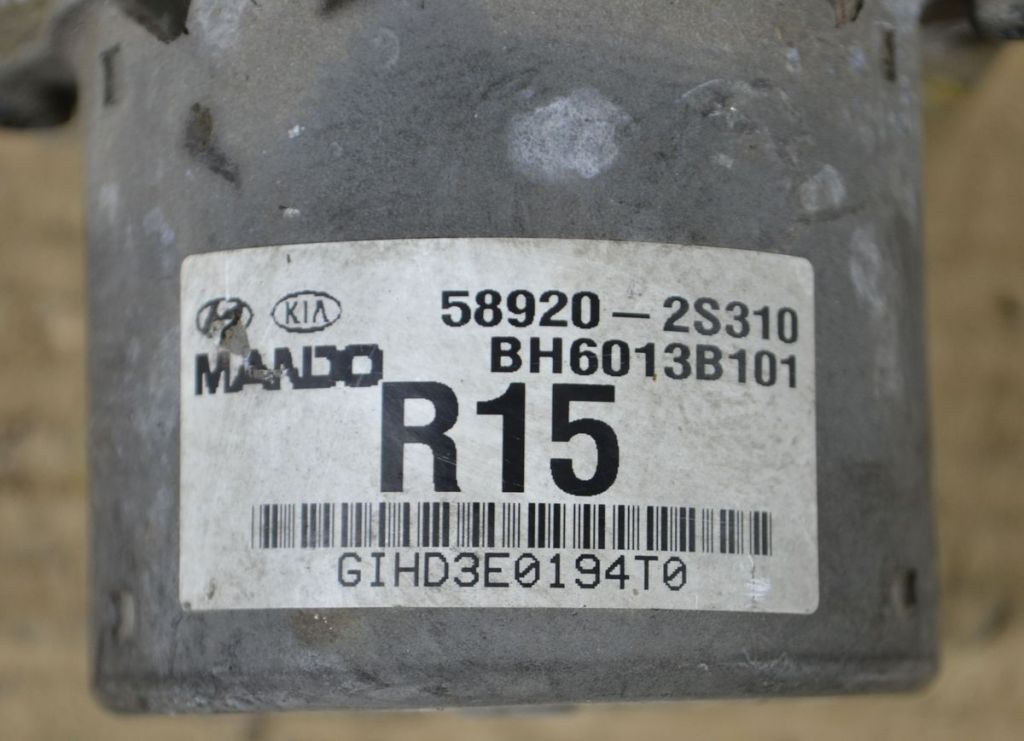 KIA
58920-2S310
MANDO
BH6013B101
R15
GIHD3E0194T0